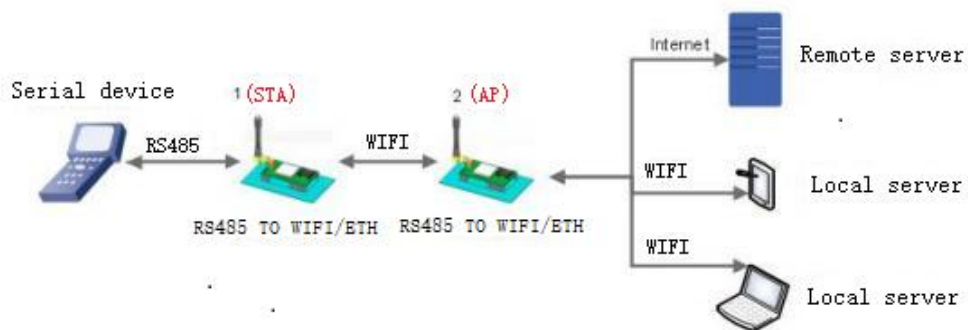 Internet
Remote server
Serial device
1 (STA)
2 (AP)
RS485
WIFI
WIFI
Local server
RS485 TO WIFI/ETH
RS485 TO WIFI/ETH
WIFI
Local server